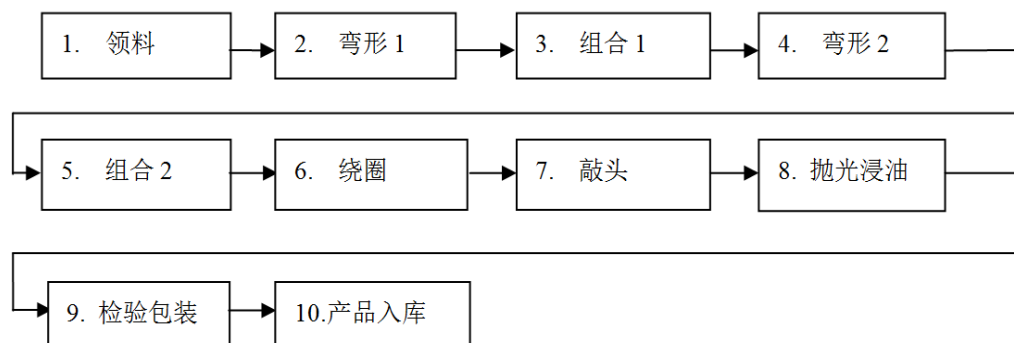 1. 领料
2. 弯形 1
3. 组合 1
4. 弯形 2
5. 组合 2
6. 绕圈
7. 敲头
8. 抛光浸油
9. 检验包装
10.产品入库